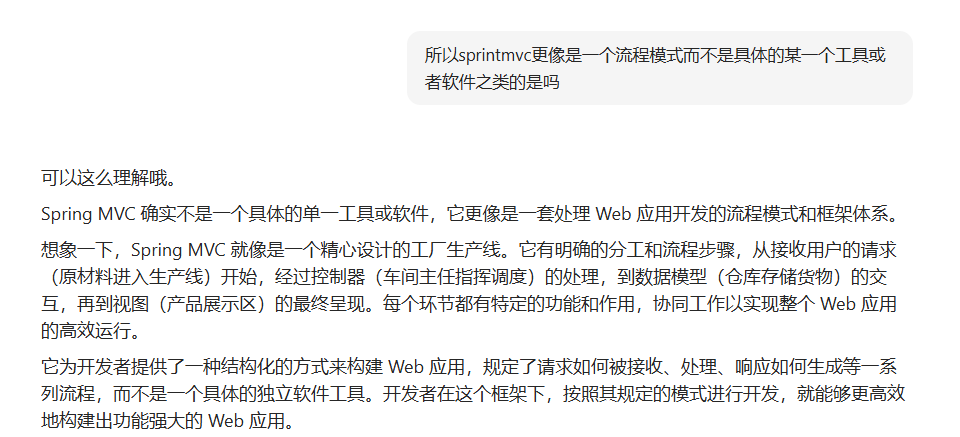 所以sprintmvc更像是一个流程模式而不是具体的某一个工具或
者软件之类的是吗
可以这么理解哦。
Spring MVC 确实不是一个具体的单一工具或软件，它更像是一套处理 Web 应用开发的流程模式和框架体系。
想象一下，Spring MVC 就像是一个精心设计的工厂生产线。它有明确的分工和流程步骤，从接收用户的请求
（原材料进入生产线）开始，经过控制器（车间主任指挥调度）的处理，到数据模型（仓库存储货物）的交
互，再到视图（产品展示区）的最终呈现。每个环节都有特定的功能和作用，协同工作以实现整个 Web 应用
的高效运行。
它为开发者提供了一种结构化的方式来构建 Web 应用，规定了请求如何被接收、处理、响应如何生成等一系
列流程，而不是一个具体的独立软件工具。开发者在这个框架下，按照其规定的模式进行开发，就能够更高效
地构建出功能强大的 Web 应用。